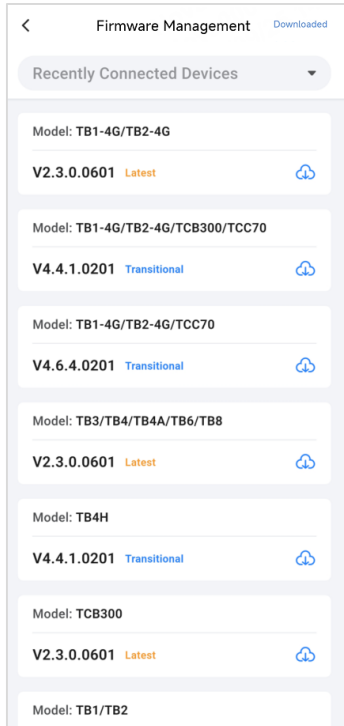 Firmware Management
Downloaded
Recently Connected Devices
Model: TB1-4G/TB2-4G
V2.3.0.0601 Latest
Model: TB1-4G/TB2-4G/TCB300/TCC70
V4.4.1.0201 Transitional
Model: TB1-4G/TB2-4G/TCC70
V4.6.4.0201 Transitional
Model: TB3/TB4/TB4A/TB6/TB8
V2.3.0.0601 Latest
Model: TB4H
V4.4.1.0201 Transitional
Model: TCB300
V2.3.0.0601 Latest
Model: TB1/TB2